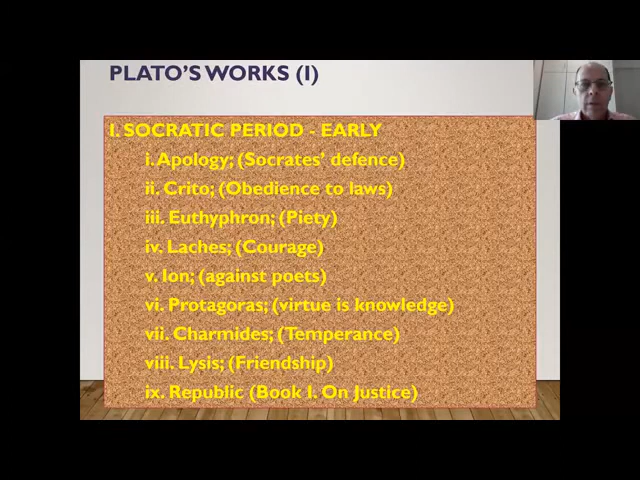 PLATO'S WORKS (I)
I. SOCRATIC PERIOD - EARLY
i. Apology; (Socrates' defence)
ii. Crito; (Obedience to laws)
iii. Euthyphron; (Piety)
iv. Laches; (Courage)
v. Ion; (against poets)
vi. Protagoras; (virtue is knowledge)
vii. Charmides; (Temperance)
viii. Lysis; (Friendship)
ix. Republic (Book I. On Justice)